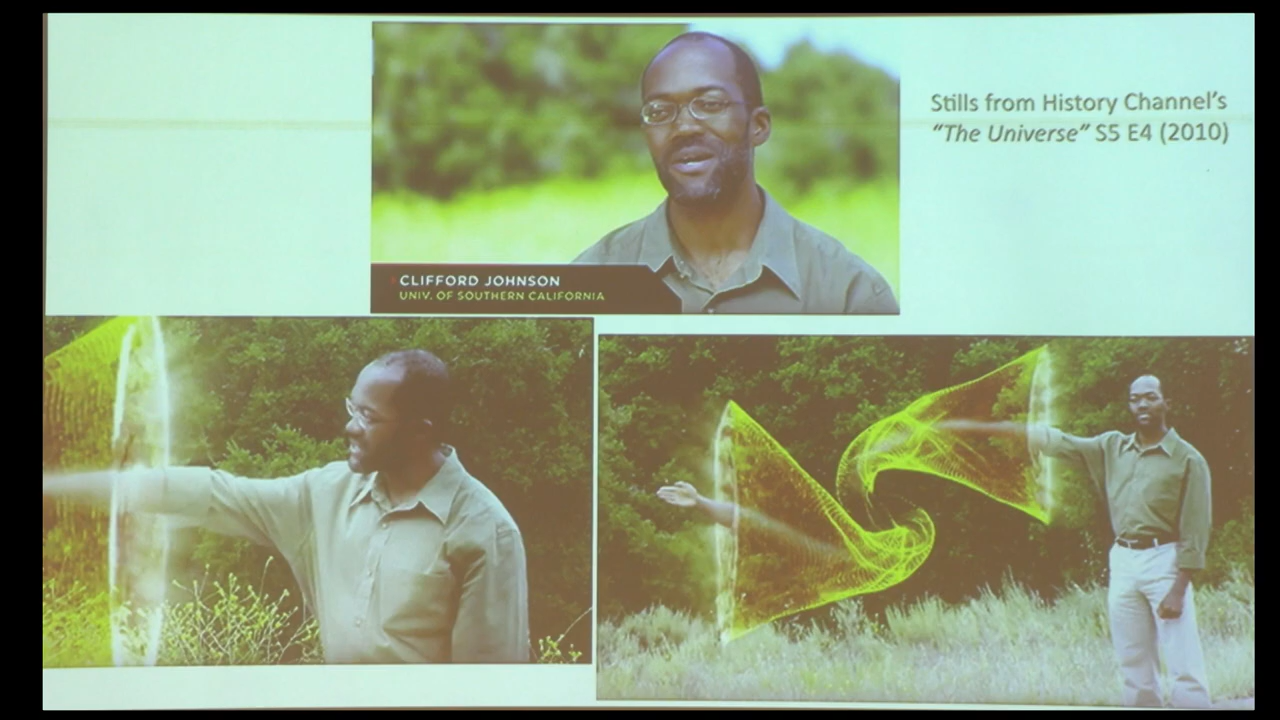 Stills from History Channel's
"The Universe" S5 E4 (2010)
CLIFFORD JOHNSON
UNIV. OF SOUTHERN CALIFORNIA